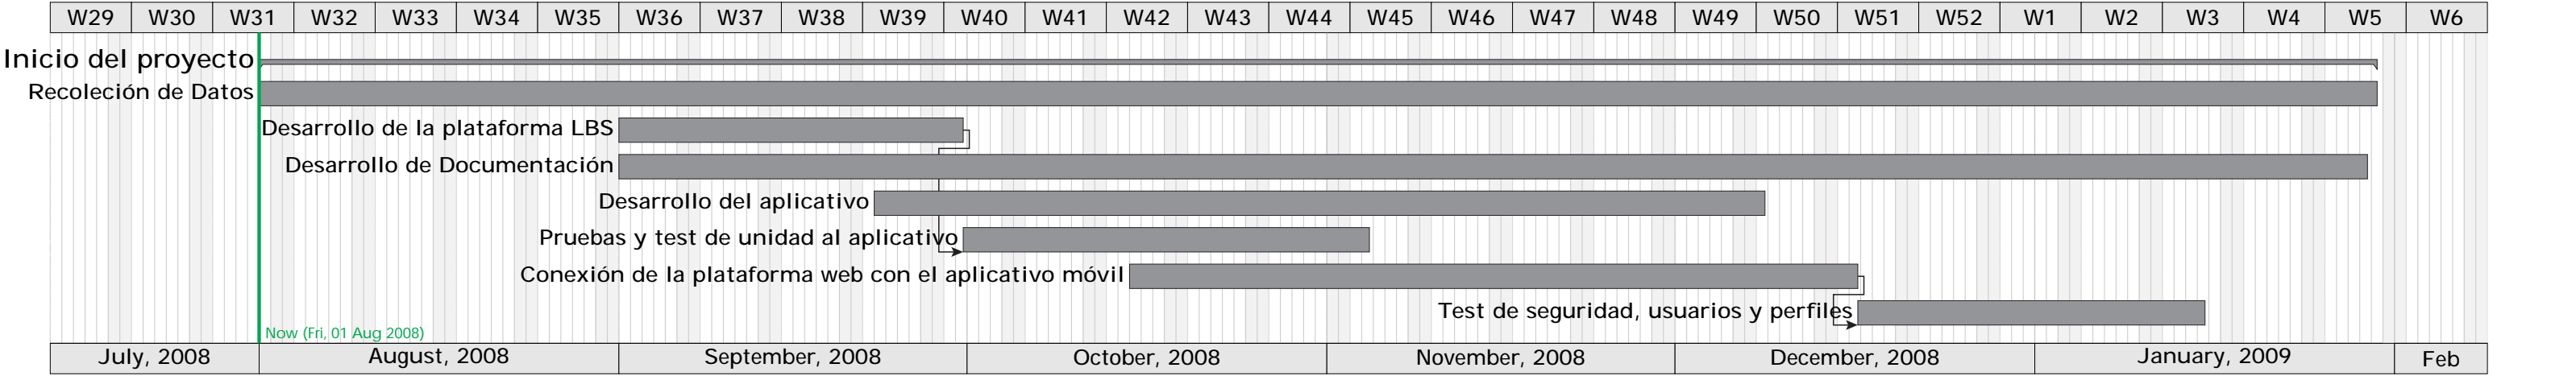 W29 W30 W31 W32 W33 W34 W35 W36 W37 W38 W39 W40 W41 W42 W43 W44 W45 W46 W47 W48 W49 W50 W51 W52 W1 W2 W3 W4 W5 W6
Inicio del proyecto
Recoleción de Datos
Desarrollo de la plataforma LBS
Desarrollo de Documentación
Desarrollo del aplicativo
Pruebas y test de unidad al aplicativo
Conexión de la plataforma web con el aplicativo móvil
Test de seguridad, usuarios y perfiles
Now (Fri, 01 Aug 2008)
July, 2008 August, 2008 September, 2008 October, 2008 November, 2008 December, 2008 January, 2009 Feb